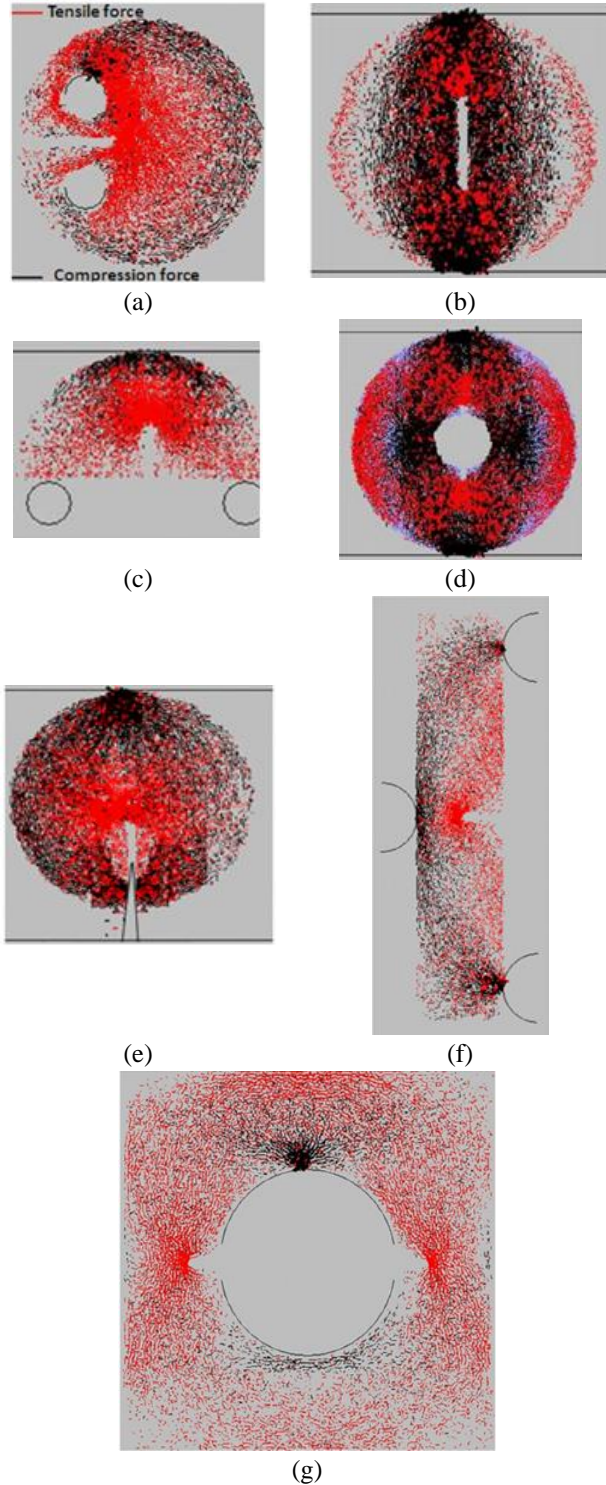 Tensile force
Compression force
(a)
(b)
(c)
(d)
(e)
(f)
(g)